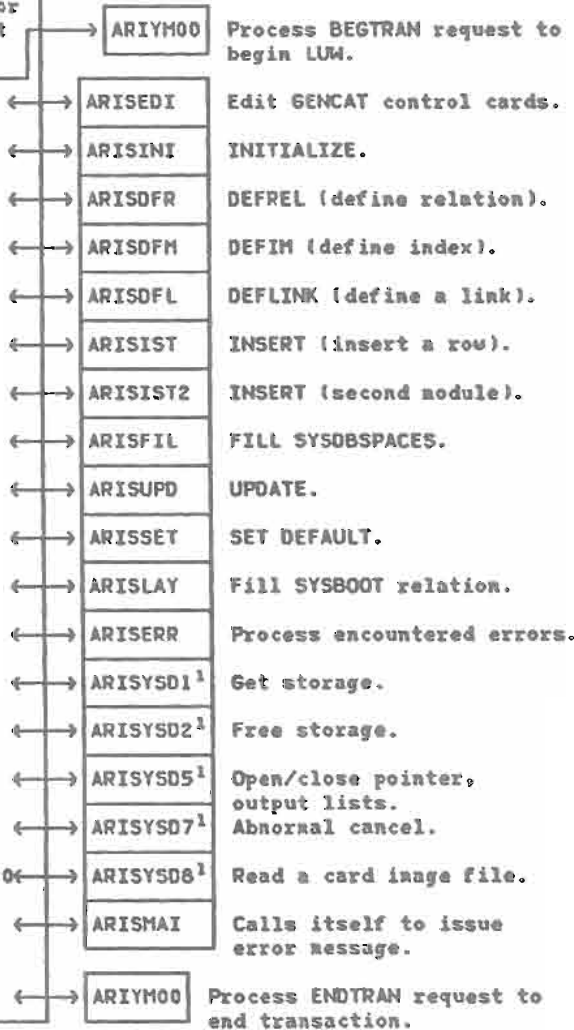 or
t
ARIYM00 Process BEGTRAN request to
begin LUW.
ARISEDI Edit GENCAT control cards.
ARISINI INITIALIZE.
ARISDFR DEFREL (define relation).
ARISDFM DEFIM (define index).
ARISDFL DEFLINK (define a link).
ARISIST INSERT (insert a row).
ARISIST2 INSERT (second module).
ARISFIL FILL SYSDBSPACES.
ARISUPD UPDATE.
ARISSET SET DEFAULT.
ARISLAY Fill SYSBOOT relation.
ARISERR Process encountered errors.
ARISYSD1¹ Get storage.
ARISYSD2¹ Free storage.
ARISYSD5¹ Open/close pointer,
output lists.
ARISYSD7¹ Abnormal cancel.
ARISYSD8¹ Read a card image file.
ARISMAI Calls itself to issue
error message.
ARIYM00 Process ENDTRAN request to
end transaction.